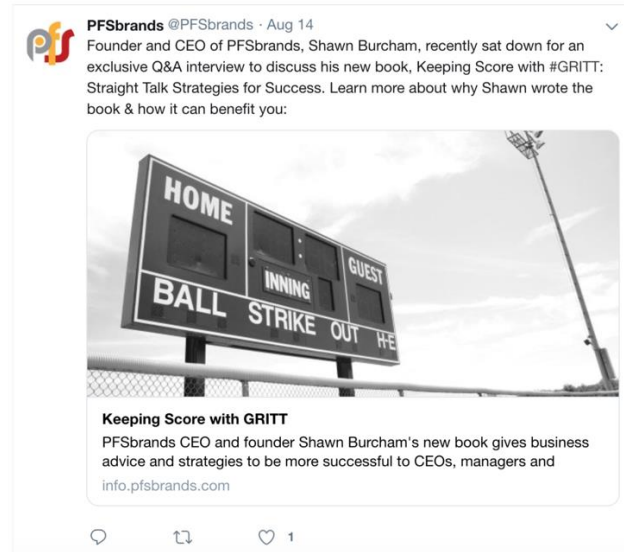 PFSbrands @PFSbrands · Aug 14
pfs
Founder and CEO of PFSbrands, Shawn Burcham, recently sat down for an
exclusive Q&A interview to discuss his new book, Keeping Score with #GRITT:
Straight Talk Strategies for Success. Learn more about why Shawn wrote the
book & how it can benefit you:
HOME
GUEST
INNING
BALL STRIKE OUT H-E
Keeping Score with GRITT
PFSbrands CEO and founder Shawn Burcham's new book gives business
advice and strategies to be more successful to CEOs, managers and
info.pfsbrands.com
1